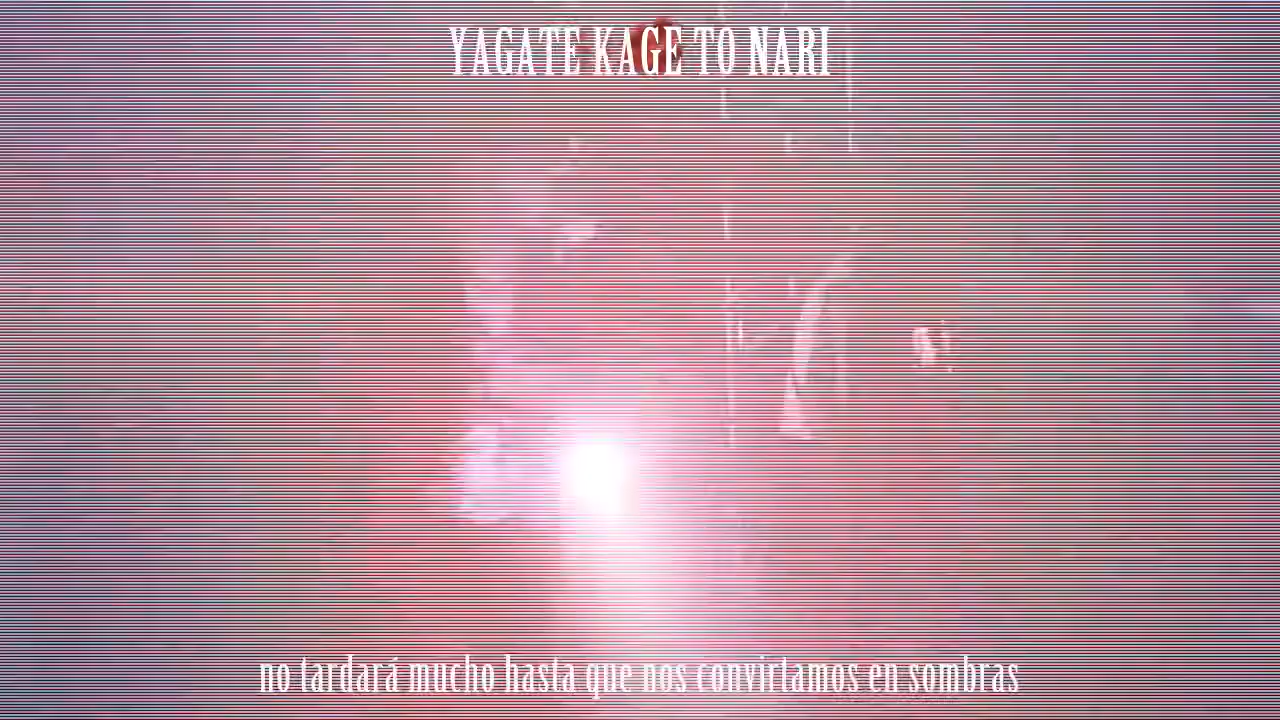 YAGATE KAGE TO NARI
no tardará mucho hasta que nos convirtamos en sombras